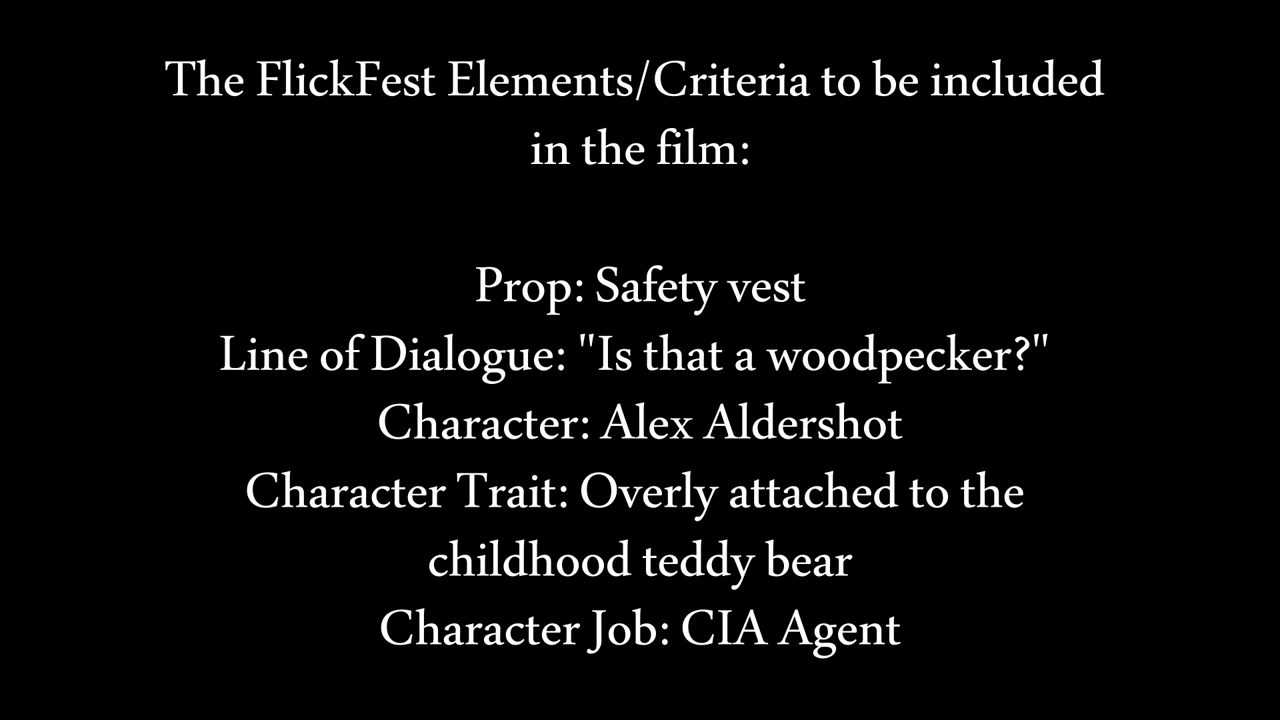 The FlickFest Elements/Criteria to be included
in the film:
Prop: Safety vest
Line of Dialogue: "Is that a woodpecker?"
Character: Alex Aldershot
Character Trait: Overly attached to the
childhood teddy bear
Character Job: CIA Agent